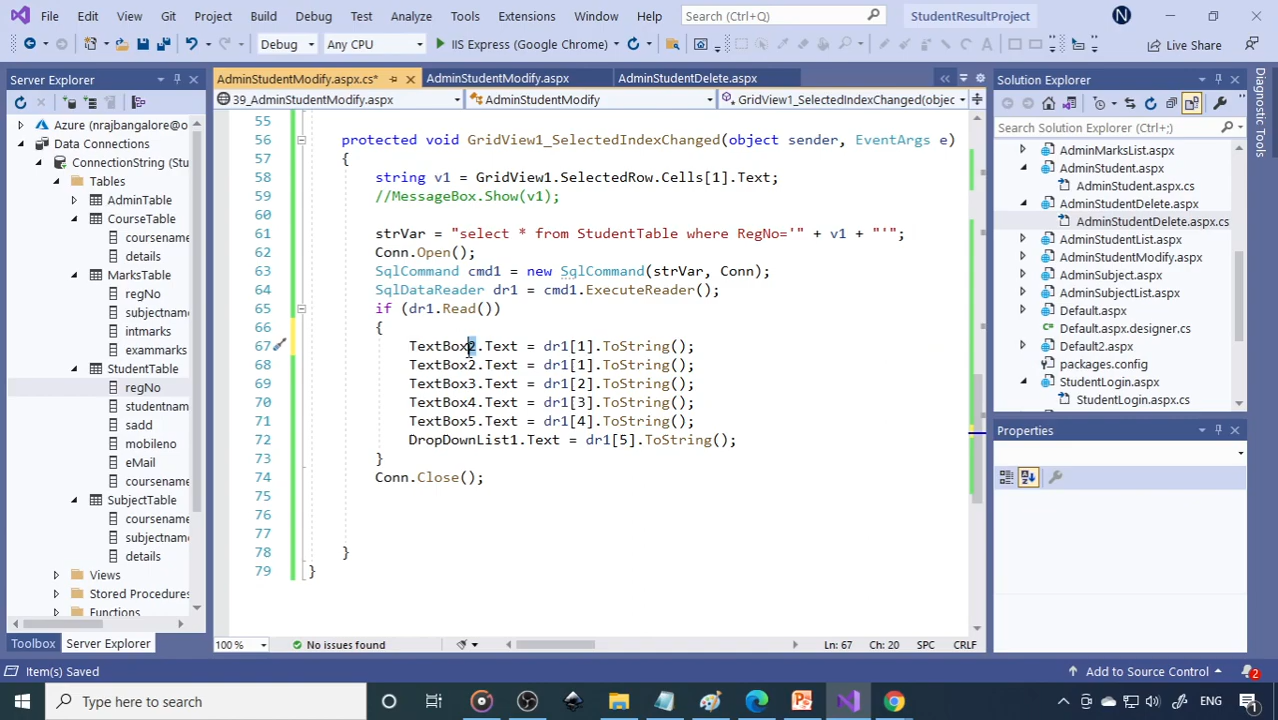 File Edit View Git Project Build Debug Test Analyze Tools Extensions Window Help Search (Ctrl+Q) StudentResultProject N
Debug Any CPU IIS Express (Google Chrome) Live Share
Server Explorer
Azure (nrajbangalore@o
Data Connections
ConnectionString (Stu
Tables
AdminTable
CourseTable
coursename
details
MarksTable
regNo
subjectname
intmarks
exammarks
StudentTable
regNo
studentnam
sadd
mobileno
eMail
coursename
SubjectTable
coursename
subjectname
details
Views
Stored Procedures
Functions
Toolbox Server Explorer
AdminStudentModify.aspx.cs* AdminStudentModify.aspx AdminStudentDelete.aspx
39_AdminStudentModify.aspx AdminStudentModify GridView1_SelectedIndexChanged(objec
55
56 protected void GridView1_SelectedIndexChanged(object sender, EventArgs e)
57 {
58 string v1 = GridView1.SelectedRow.Cells[1].Text;
59 //MessageBox.Show(v1);
60
61 strVar = "select * from StudentTable where RegNo='" + v1 + "'";
62 Conn.Open();
63 SqlCommand cmd1 = new SqlCommand(strVar, Conn);
64 SqlDataReader dr1 = cmd1.ExecuteReader();
65 if (dr1.Read())
66 {
67 TextBox2.Text = dr1[1].ToString();
68 TextBox2.Text = dr1[1].ToString();
69 TextBox3.Text = dr1[2].ToString();
70 TextBox4.Text = dr1[3].ToString();
71 TextBox5.Text = dr1[4].ToString();
72 DropDownList1.Text = dr1[5].ToString();
73 }
74 Conn.Close();
75
76
77
78 }
79 }
100 % No issues found Ln: 67 Ch: 20 SPC CRLF
Solution Explorer
Search Solution Explorer (Ctrl+;)
AdminMarksList.aspx
AdminStudent.aspx
AdminStudent.aspx.cs
AdminStudentDelete.aspx
AdminStudentDelete.aspx.cs
AdminStudentList.aspx
AdminStudentModify.aspx
AdminSubject.aspx
AdminSubjectList.aspx
Default.aspx
Default.aspx.designer.cs
Default2.aspx
packages.config
StudentLogin.aspx
StudentLogin.aspx.cs
Properties
Diagnostic Tools
Item(s) Saved Add to Source Control 2
Type here to search ENG 1